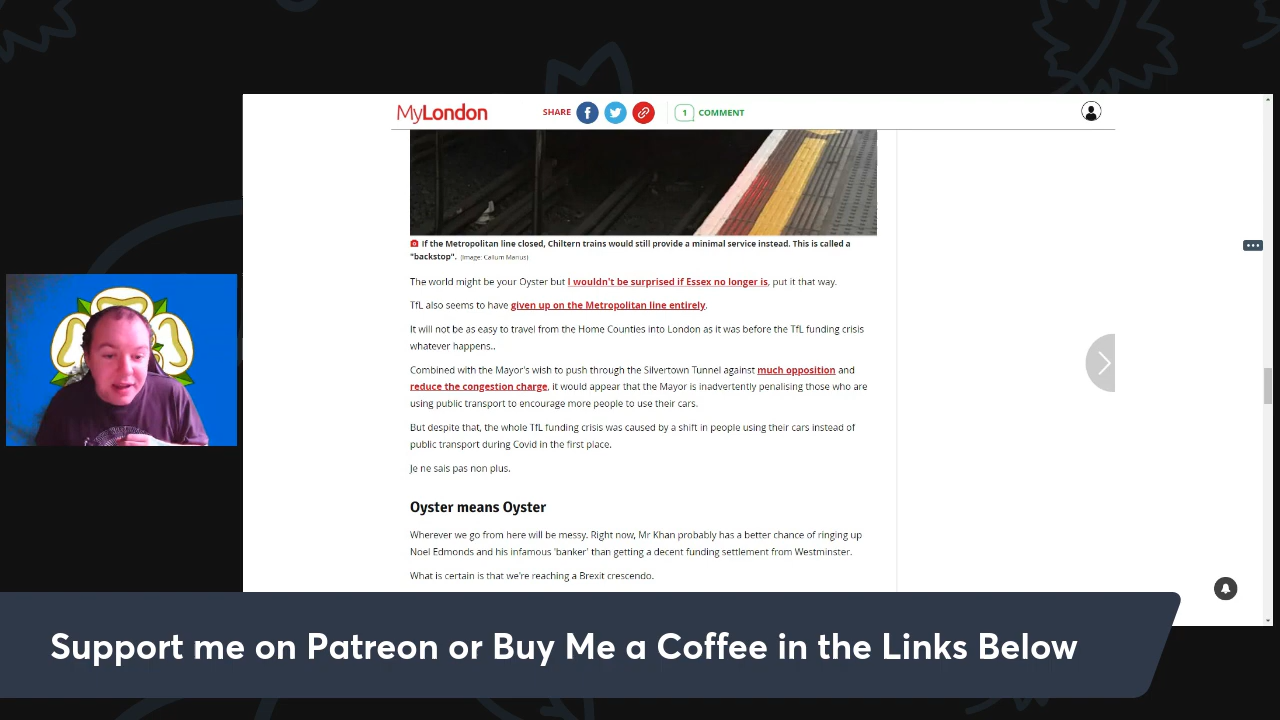 MyLondon
SHARE
1 COMMENT
If the Metropolitan line closed, Chiltern trains would still provide a minimal service instead. This is called a
"backstop". (Image: Callum Marius)
The world might be your Oyster but I wouldn't be surprised if Essex no longer is, put it that way.
TfL also seems to have given up on the Metropolitan line entirely.
It will not be as easy to travel from the Home Counties into London as it was before the TfL funding crisis
whatever happens..
Combined with the Mayor's wish to push through the Silvertown Tunnel against much opposition and
reduce the congestion charge, it would appear that the Mayor is inadvertently penalising those who are
using public transport to encourage more people to use their cars.
But despite that, the whole TfL funding crisis was caused by a shift in people using their cars instead of
public transport during Covid in the first place.
Je ne sais pas non plus.
Oyster means Oyster
Wherever we go from here will be messy. Right now, Mr Khan probably has a better chance of ringing up
Noel Edmonds and his infamous 'banker' than getting a decent funding settlement from Westminster.
What is certain is that we're reaching a Brexit crescendo.
Support me on Patreon or Buy Me a Coffee in the Links Below